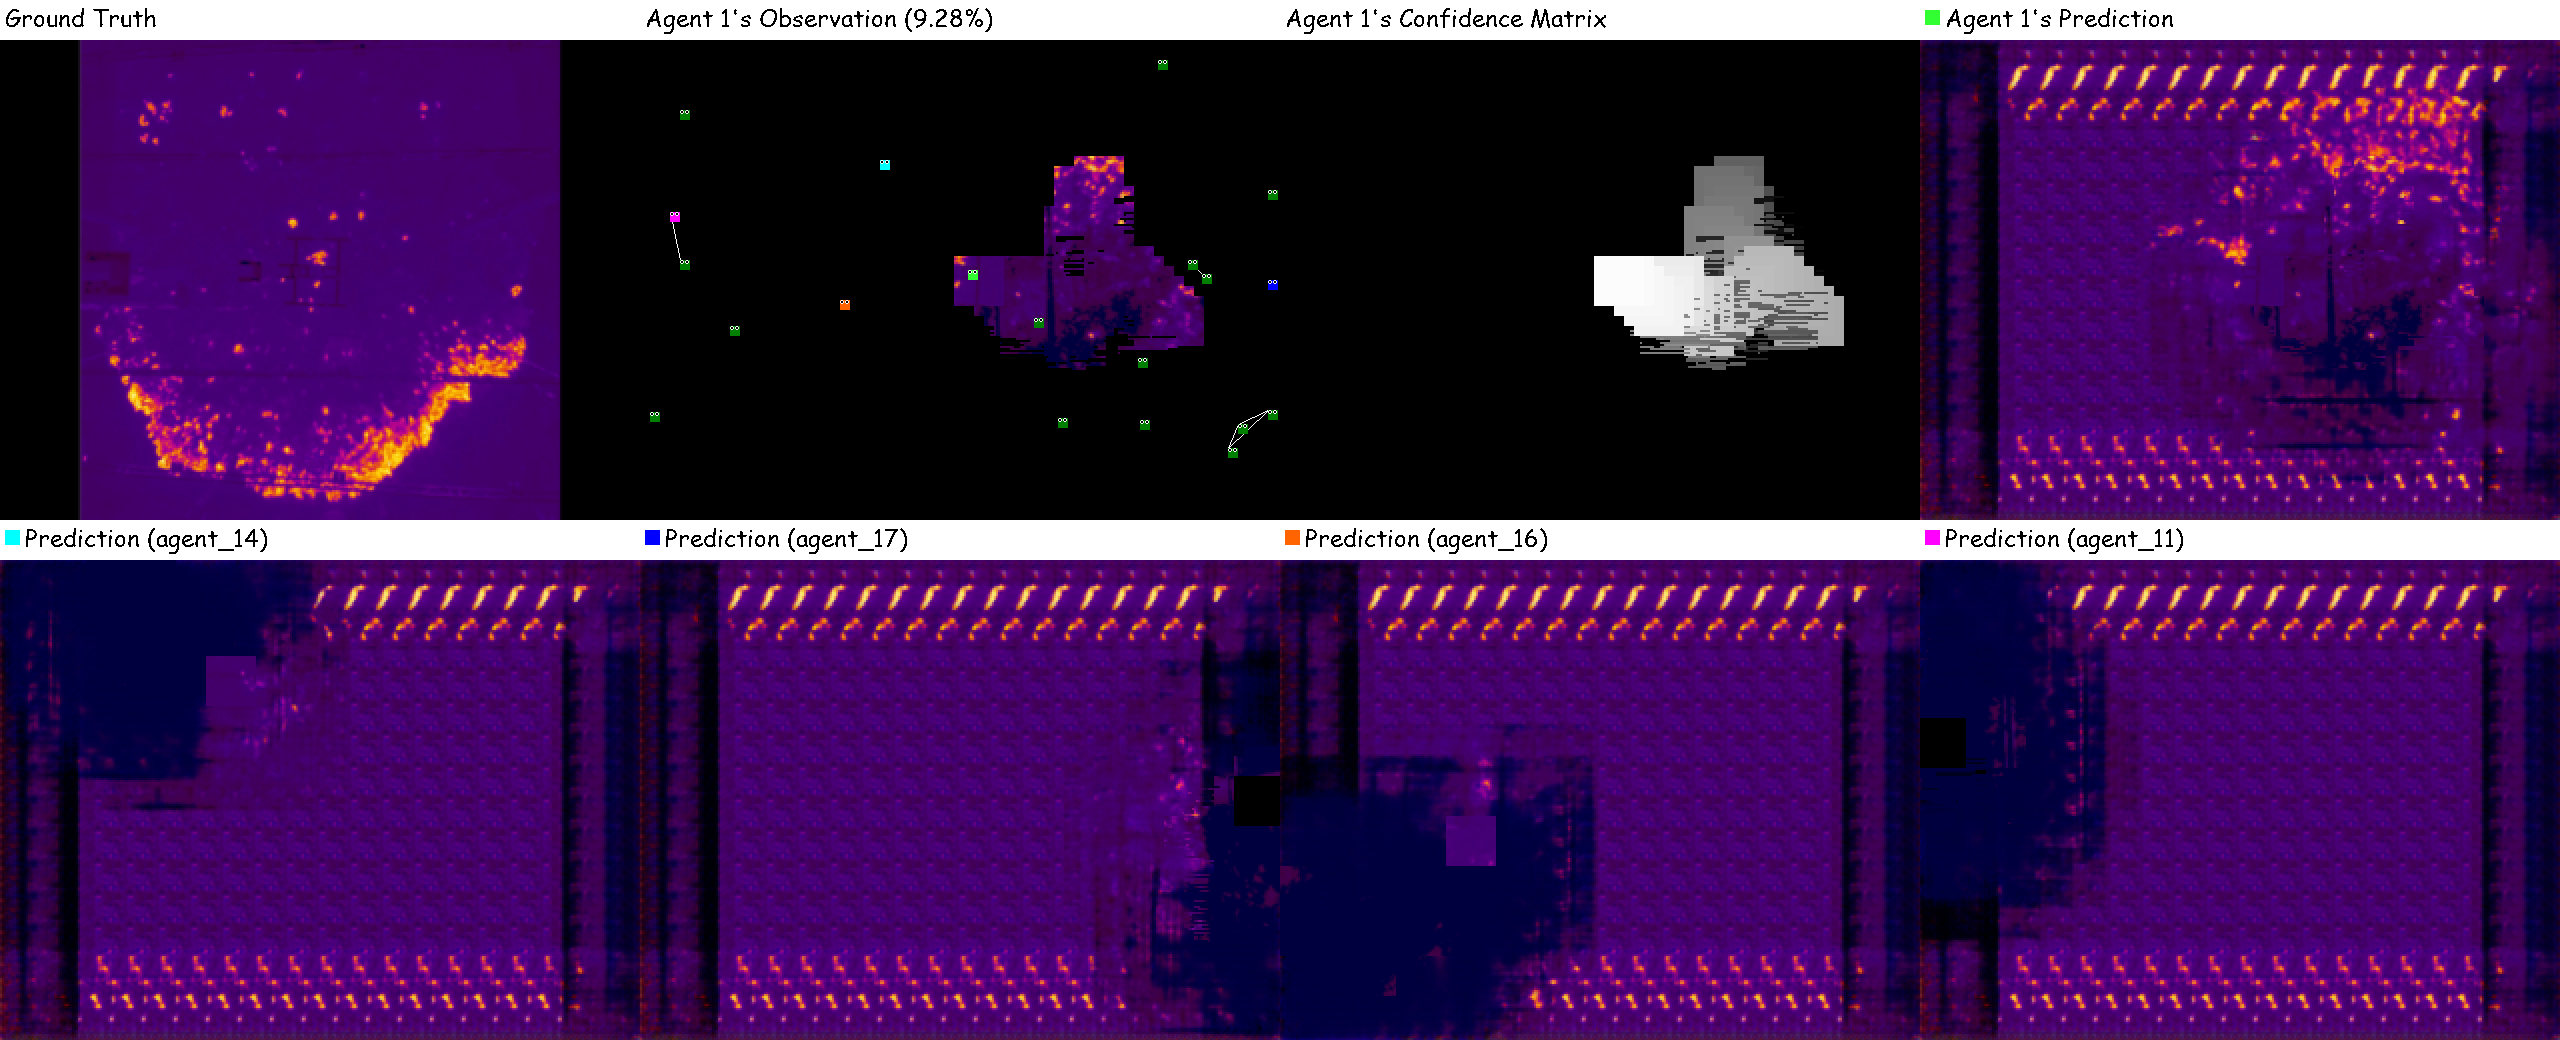 Ground Truth
Agent 1's Observation (9.28%)
Agent 1's Confidence Matrix
Agent 1's Prediction
Prediction (agent_14)
Prediction (agent_17)
Prediction (agent_16)
Prediction (agent_11)